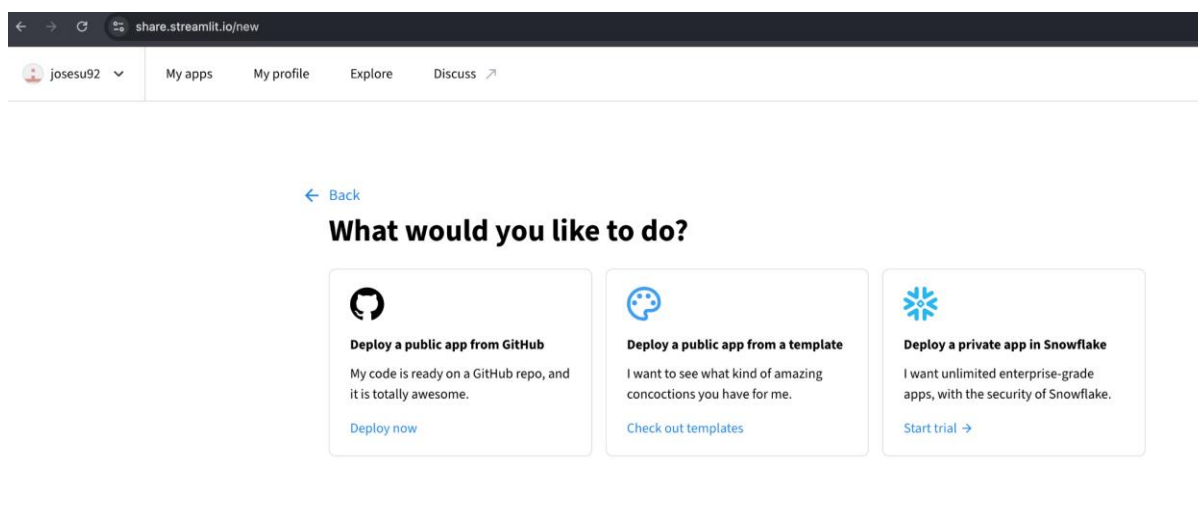 share.streamlit.io/new
josesu92 My apps My profile Explore Discuss
Back
What would you like to do?
Deploy a public app from GitHub
My code is ready on a GitHub repo, and
it is totally awesome.
Deploy now
Deploy a public app from a template
I want to see what kind of amazing
concoctions you have for me.
Check out templates
Deploy a private app in Snowflake
I want unlimited enterprise-grade
apps, with the security of Snowflake.
Start trial →